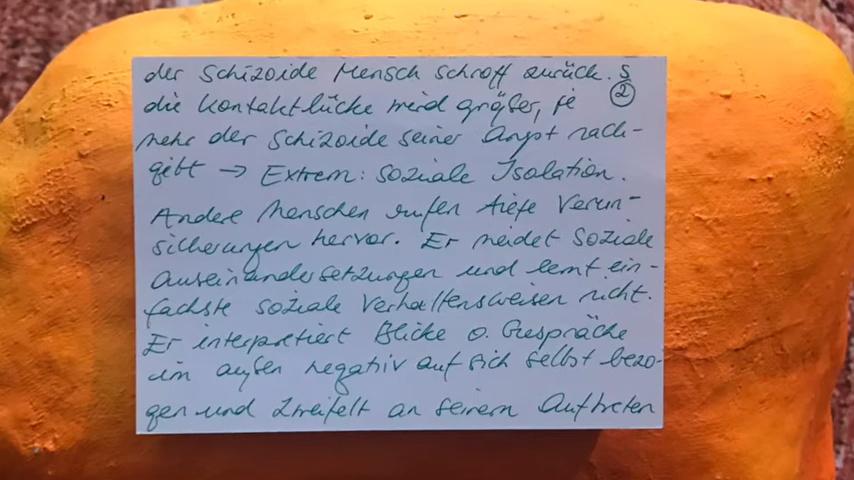 der Schizoide Mensch schroff zurück. S
②
die Kontaktlücke wird größer, je
mehr der Schizoide seiner Angst nach-
gibt → Extrem: soziale Isolation.
Andere Menschen rufen tiefe Verun-
sicherungen hervor. Er meidet soziale
Auseinandersetzungen und lernt ein-
fachste soziale Verhaltensweisen nicht.
Er interpretiert Blicke o. Gespräche
im außen negativ auf sich selbst bezo-
gen und zweifelt an seinem Auftreten